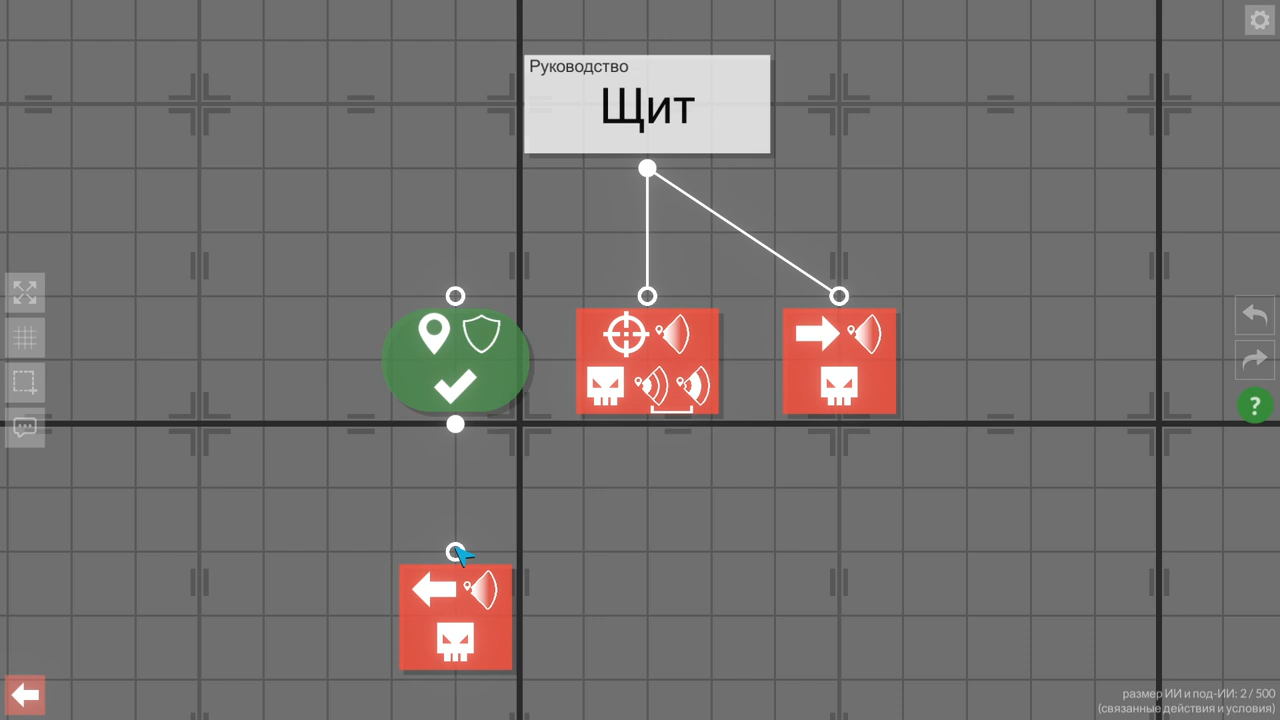 Руководство
Щит
?
размер ИИ и под-ИИ: 2 / 500
(связанные действия и условия)